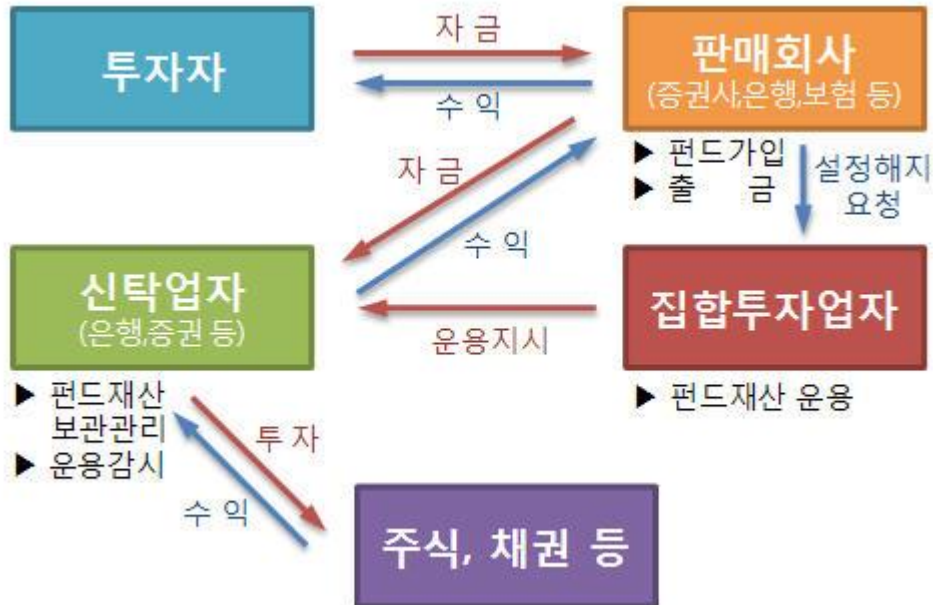 투자자
자 금
수 익
판매회사
(증권사,은행,보험 등)
▶ 펀드가입
▶ 출 금
설정해지
요청
자 금
수 익
신탁업자
(은행,증권 등)
운용지시
집합투자업자
▶ 펀드재산
보관관리
▶ 운용감시
▶ 펀드재산 운용
투 자
수 익
주식, 채권 등